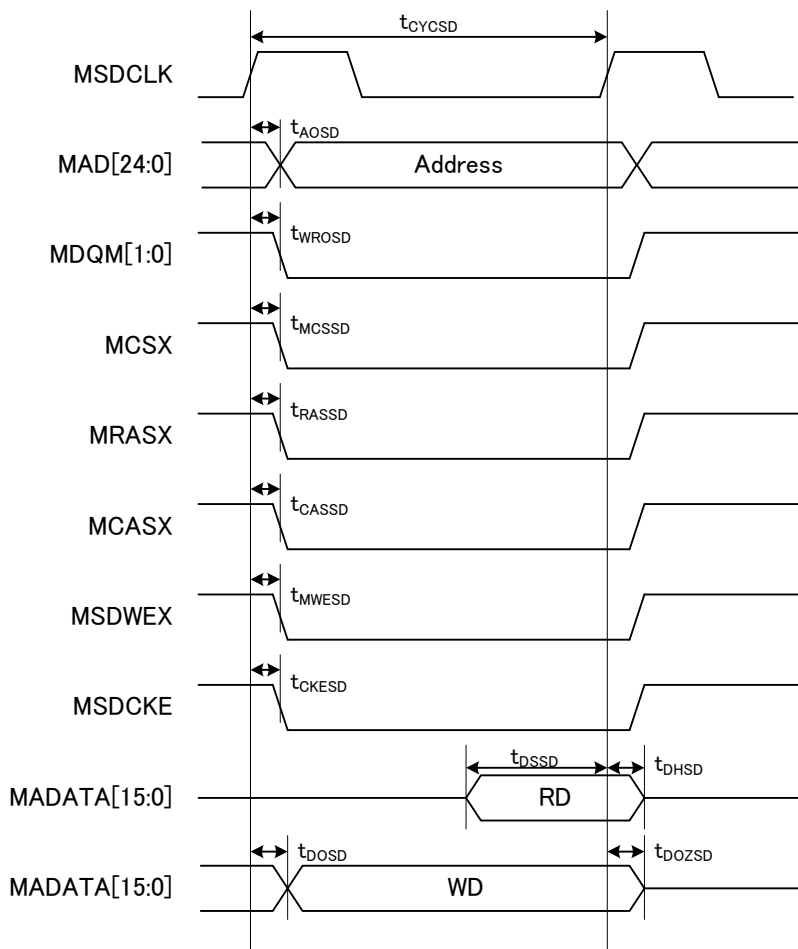 tCYCSD
MSDCLK
tAOSD
MAD[24:0]
Address
tWROSD
MDQM[1:0]
tMCSSD
MCSX
tRASSD
MRASX
tCASSD
MCASX
tMWESD
MSDWEX
tCKESD
MSDCKE
tDSSD
tDHSD
MADATA[15:0]
RD
tDOSD
tDOZSD
MADATA[15:0]
WD